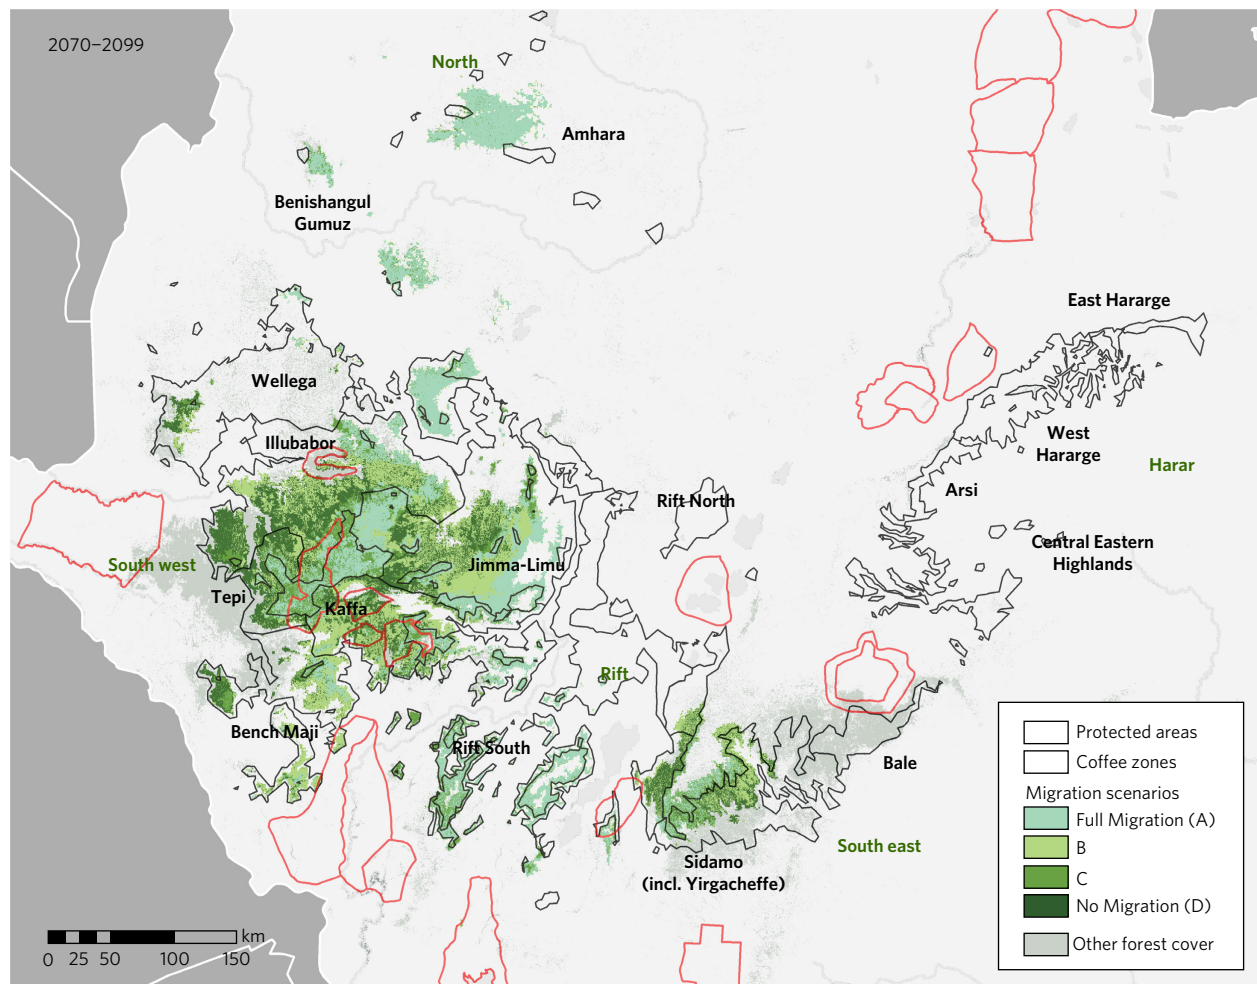 2070–2099
North
Amhara
Benishangul
Gumuz
East Hararge
Wellega
Illubabor
West
Hararge
Harar
Rift North
Arsi
South west
Jimma-Limu
Central Eastern
Highlands
Tepi
Kaffa
Rift
Bench Maji
Rift South
Bale
South east
Sidamo
(incl. Yirgacheffe)
Protected areas
Coffee zones
Migration scenarios
Full Migration (A)
B
C
No Migration (D)
Other forest cover
km
0 25 50 100 150